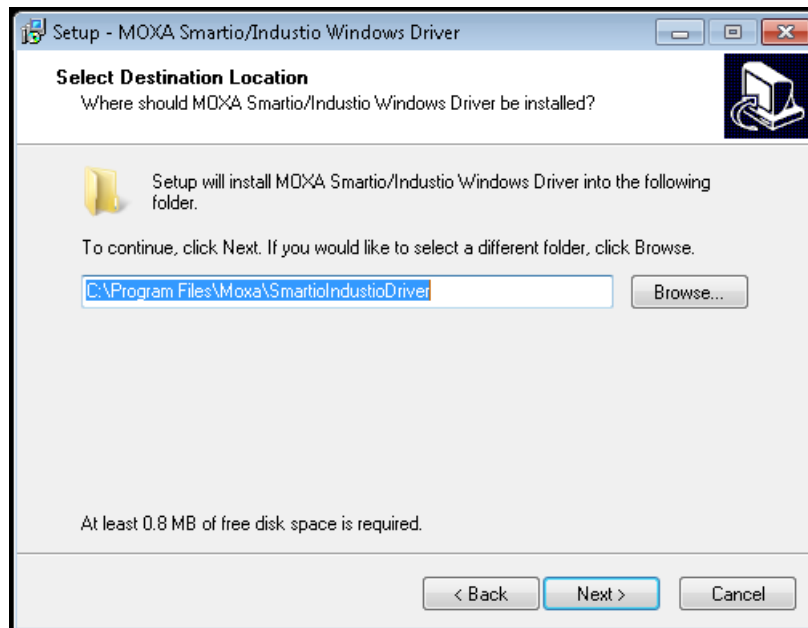 Setup - MOXA Smartio/Industio Windows Driver
Select Destination Location
Where should MOXA Smartio/Industio Windows Driver be installed?
Setup will install MOXA Smartio/Industio Windows Driver into the following
folder.
To continue, click Next. If you would like to select a different folder, click Browse.
C:\Program Files\Moxa\SmartioIndustioDriver
Browse...
At least 0.8 MB of free disk space is required.
< Back
Next >
Cancel